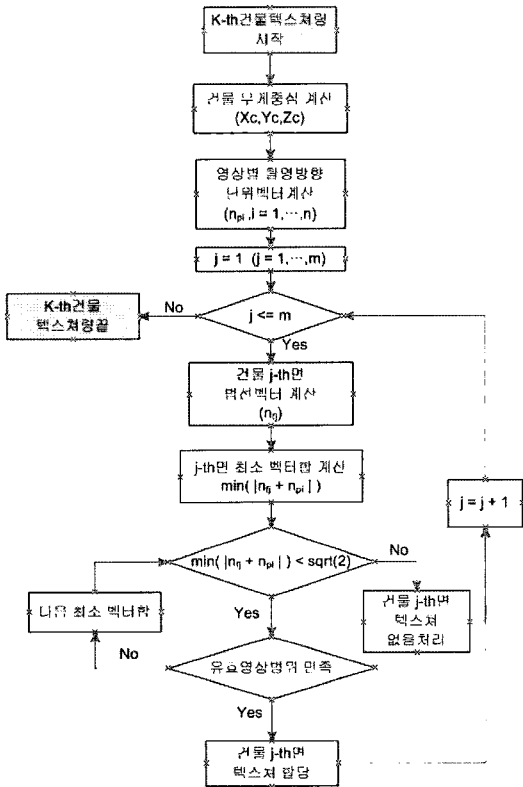 K-th건물텍스쳐링
시작
건물 무게중심 계산
(Xc,Yc,Zc)
영상별 촬영방향
단위벡터계산
(npi ,i = 1,⋯,n)
j = 1 (j = 1,⋯,m)
K-th건물
텍스쳐링끝
No
j <= m
Yes
건물 j-th면
법선벡터 계산
(nfj)
j-th면 최소 벡터합 계산
min( |nfj + npi | )
j = j + 1
min( |nfj + npi | ) < sqrt(2)
No
다음 최소 벡터합
Yes
건물 j-th면
텍스쳐
없음처리
No
유효영상범위 만족
Yes
건물 j-th면
텍스쳐 할당